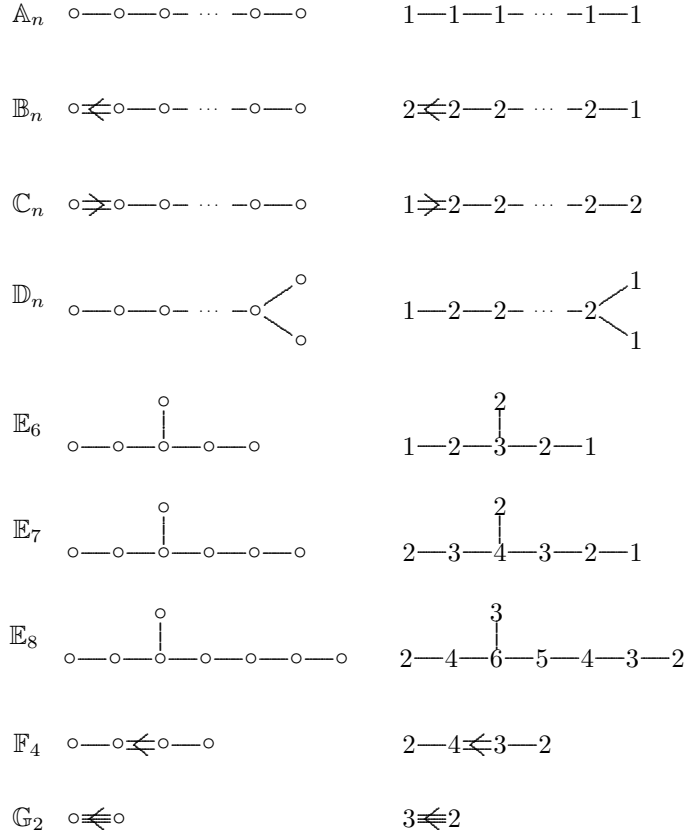 𝔸ₙ ∘—∘—∘— ⋯ —∘—∘ 1—1—1— ⋯ —1—1
𝔹ₙ ∘⇐∘—∘— ⋯ —∘—∘ 2⇐2—2— ⋯ —2—1
ℂₙ ∘⇒∘—∘— ⋯ —∘—∘ 1⇒2—2— ⋯ —2—2
1
𝔻ₙ ∘—∘—∘— ⋯ —∘ 1—2—2— ⋯ —2
1
2
𝔼₆ ∘—∘—∘—∘—∘ 1—2—3—2—1
2
𝔼₇ ∘—∘—∘—∘—∘—∘ 2—3—4—3—2—1
3
𝔼₈ ∘—∘—∘—∘—∘—∘—∘ 2—4—6—5—4—3—2
𝔽₄ ∘—∘⇐∘—∘ 2—4⇐3—2
𝔾₂ ∘⇚∘ 3⇚2